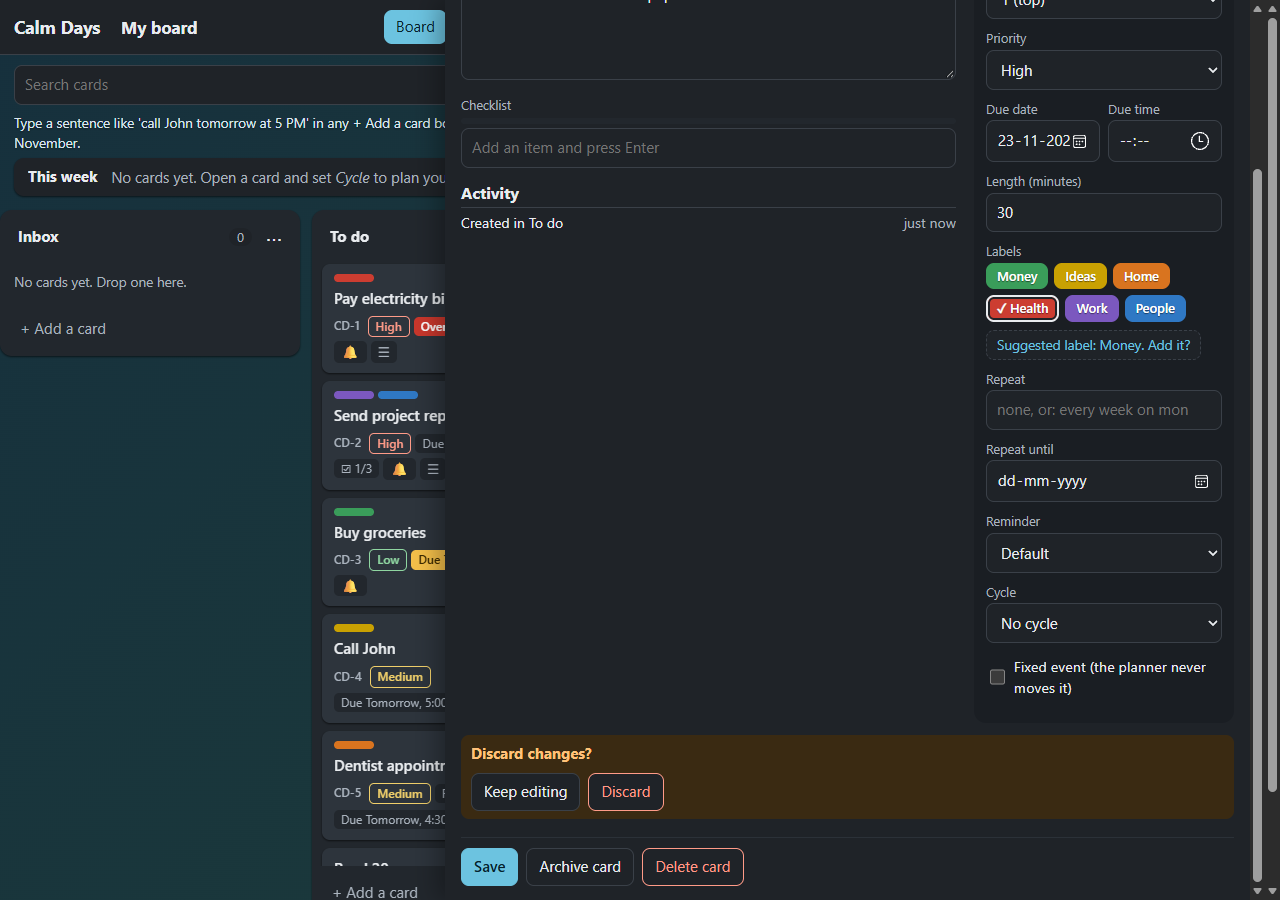 Calm Days My board Board
Search cards
Type a sentence like 'call John tomorrow at 5 PM' in any + Add a card
November.
This week No cards yet. Open a card and set Cycle to plan
Inbox 0 ...
No cards yet. Drop one here.
+ Add a card
To do
Pay electricity
CD-1 High
Send project
CD-2 High Due
1/3
Buy groceries
CD-3 Low Due
Call John
CD-4 Medium
Due Tomorrow, 5:00
Dentist
CD-5 Medium
Due Tomorrow, 4:30
+ Add a card
Checklist
Add an item and press Enter
Activity
Created in To do just now
1 (top)
Priority
High
Due date Due time
23-11-202 --:--
Length (minutes)
30
Labels
Money Ideas Home
✓ Health Work People
Suggested label: Money. Add it?
Repeat
none, or: every week on mon
Repeat until
dd-mm-yyyy
Reminder
Default
Cycle
No cycle
Fixed event (the planner never
moves it)
Discard changes?
Keep editing Discard
Save Archive card Delete card